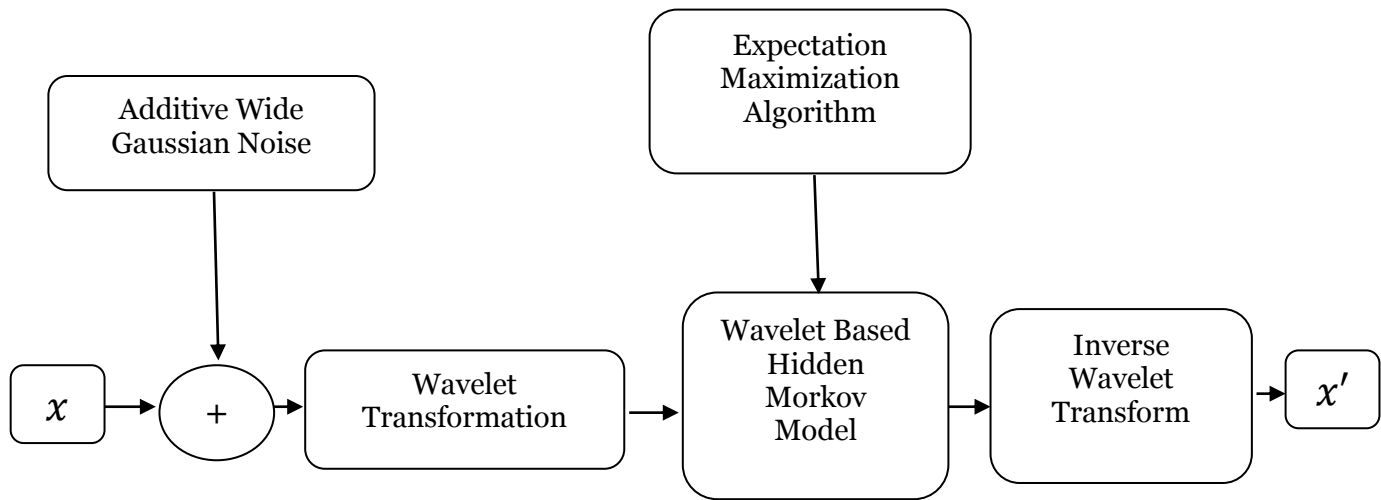 Expectation
Maximization
Algorithm
Additive Wide
Gaussian Noise
x
+
Wavelet
Transformation
Wavelet Based
Hidden
Morkov
Model
Inverse
Wavelet
Transform
x′